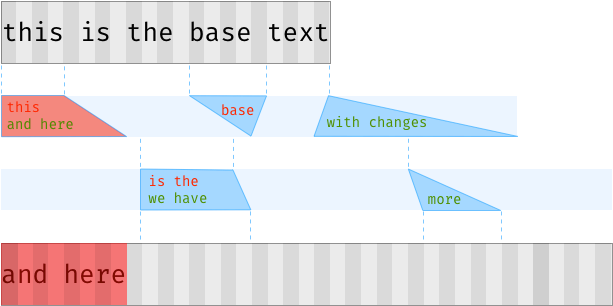 this is the base text
this
and here
base
with changes
is the
we have
more
and here